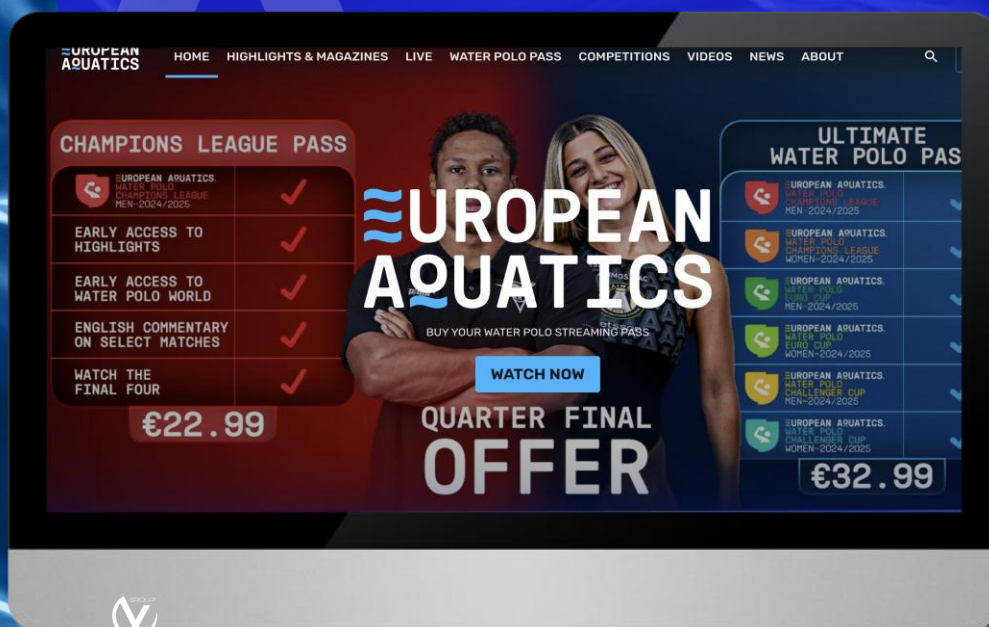 EUROPEAN
AQUATICS
HOME HIGHLIGHTS & MAGAZINES LIVE WATER POLO PASS COMPETITIONS VIDEOS NEWS ABOUT
CHAMPIONS LEAGUE PASS
EUROPEAN AQUATICS.
WATER POLO
CHAMPIONS LEAGUE
MEN-2024/2025
EARLY ACCESS TO
HIGHLIGHTS
EARLY ACCESS TO
WATER POLO WORLD
ENGLISH COMMENTARY
ON SELECT MATCHES
WATCH THE
FINAL FOUR
€22.99
EUROPEAN
AQUATICS
BUY YOUR WATER POLO STREAMING PASS
WATCH NOW
QUARTER FINAL
OFFER
ULTIMATE
WATER POLO PAS
EUROPEAN AQUATICS.
WATER POLO
CHAMPIONS LEAGUE
MEN-2024/2025
EUROPEAN AQUATICS.
WATER POLO
CHAMPIONS LEAGUE
WOMEN-2024/2025
EUROPEAN AQUATICS.
WATER POLO
EURO CUP
MEN-2024/2025
EUROPEAN AQUATICS.
WATER POLO
EURO CUP
WOMEN-2024/2025
EUROPEAN AQUATICS.
WATER POLO
CHALLENGER CUP
MEN-2024/2025
EUROPEAN AQUATICS.
WATER POLO
CHALLENGER CUP
WOMEN-2024/2025
€32.99
GROUP